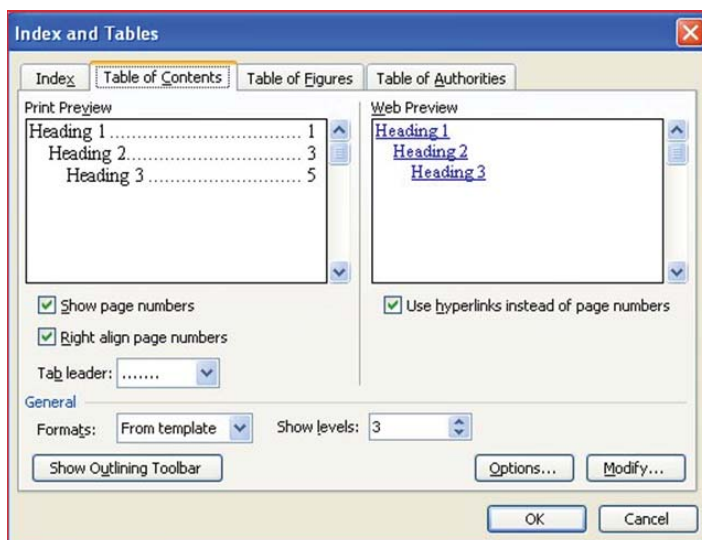 Index and Tables
Index Table of Contents Table of Figures Table of Authorities
Print Preview
Heading 1 ............................ 1
Heading 2............................ 3
Heading 3 ............................ 5
Web Preview
Heading 1
Heading 2
Heading 3
Show page numbers
Right align page numbers
Tab leader: .......
Use hyperlinks instead of page numbers
General
Formats: From template Show levels: 3
Show Outlining Toolbar Options... Modify...
OK Cancel